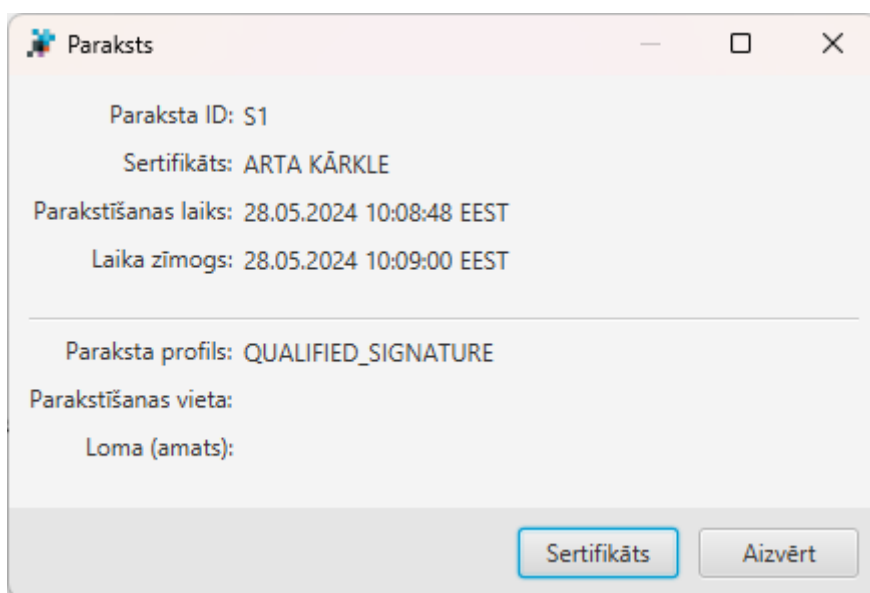 Paraksts
Paraksta ID: S1
Sertifikāts: ARTA KĀRKLE
Parakstīšanas laiks: 28.05.2024 10:08:48 EEST
Laika zīmogs: 28.05.2024 10:09:00 EEST
Paraksta profils: QUALIFIED_SIGNATURE
Parakstīšanas vieta:
Loma (amats):
Sertifikāts Aizvērt